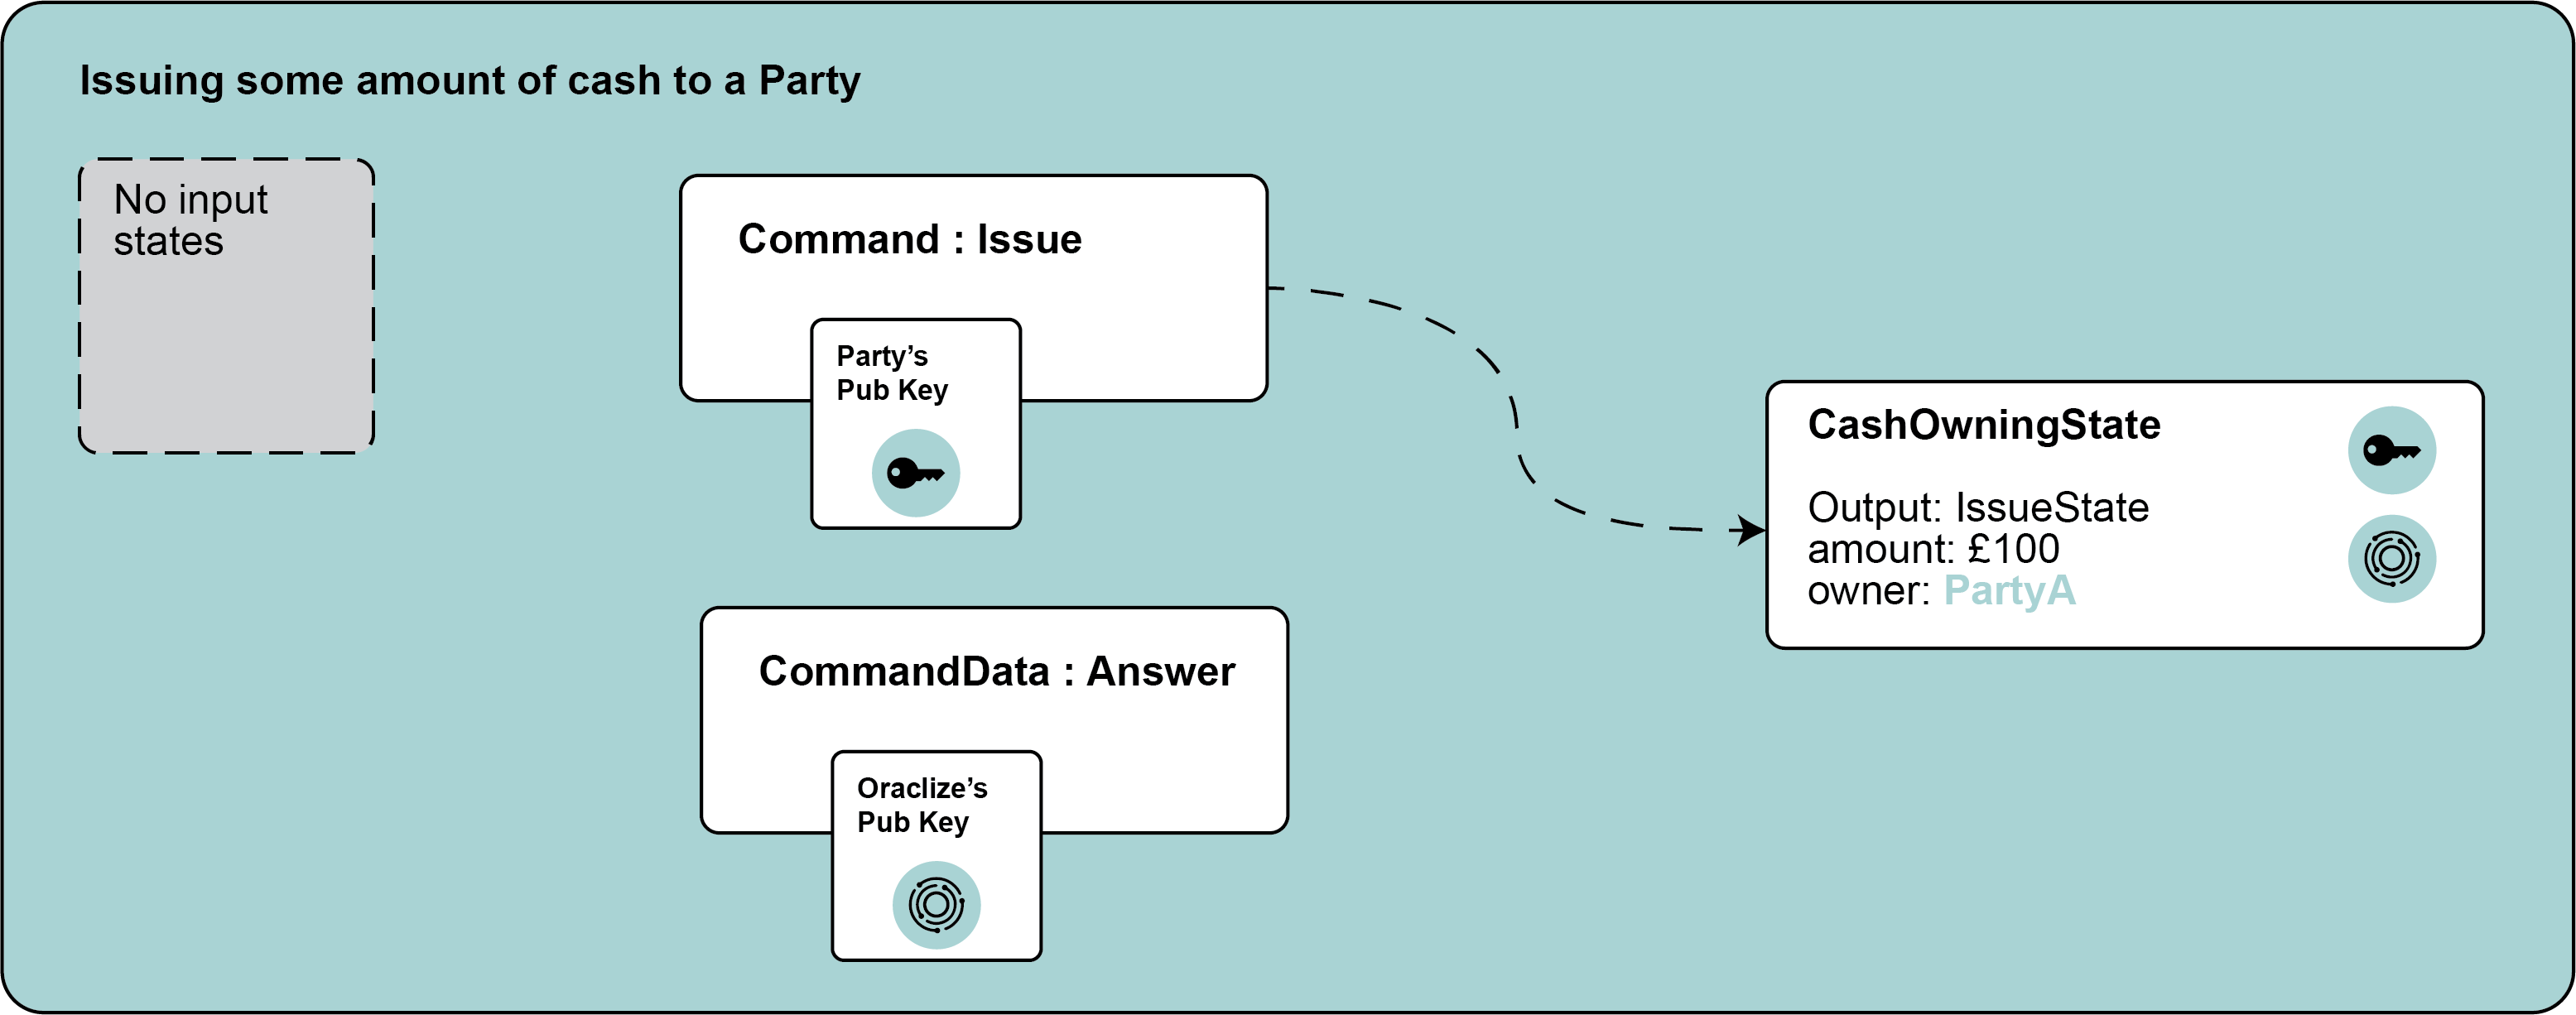 Issuing some amount of cash to a Party
No input
states
Command : Issue
Party’s
Pub Key
CommandData : Answer
Oraclize’s
Pub Key
CashOwningState
Output: IssueState
amount: £100
owner: PartyA